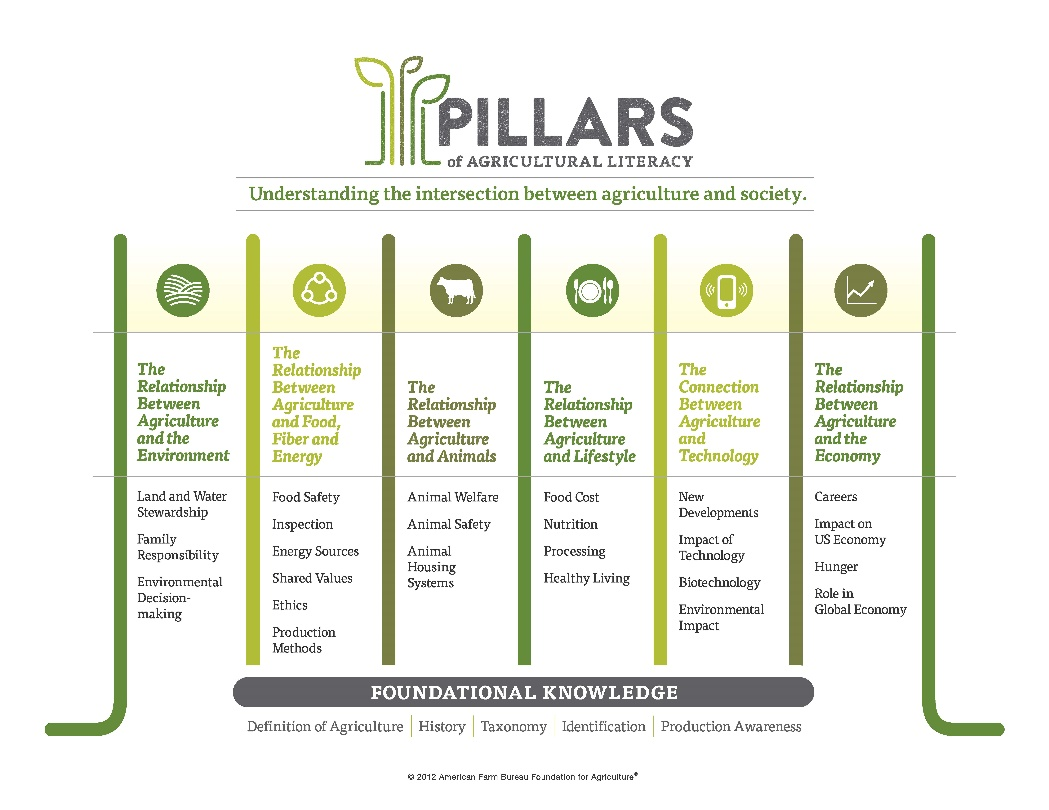 PILLARS
of AGRICULTURAL LITERACY
Understanding the intersection between agriculture and society.
The
Relationship
Between
Agriculture
and the
Environment
Land and Water
Stewardship
Family
Responsibility
Environmental
Decision-
making
The
Relationship
Between
Agriculture
and Food,
Fiber and
Energy
Food Safety
Inspection
Energy Sources
Shared Values
Ethics
Production
Methods
The
Relationship
Between
Agriculture
and Animals
Animal Welfare
Animal Safety
Animal
Housing
Systems
The
Relationship
Between
Agriculture
and Lifestyle
Food Cost
Nutrition
Processing
Healthy Living
The
Connection
Between
Agriculture
and
Technology
New
Developments
Impact of
Technology
Biotechnology
Environmental
Impact
The
Relationship
Between
Agriculture
and the
Economy
Careers
Impact on
US Economy
Hunger
Role in
Global Economy
FOUNDATIONAL KNOWLEDGE
Definition of Agriculture | History | Taxonomy | Identification | Production Awareness
© 2012 American Farm Bureau Foundation for Agriculture®